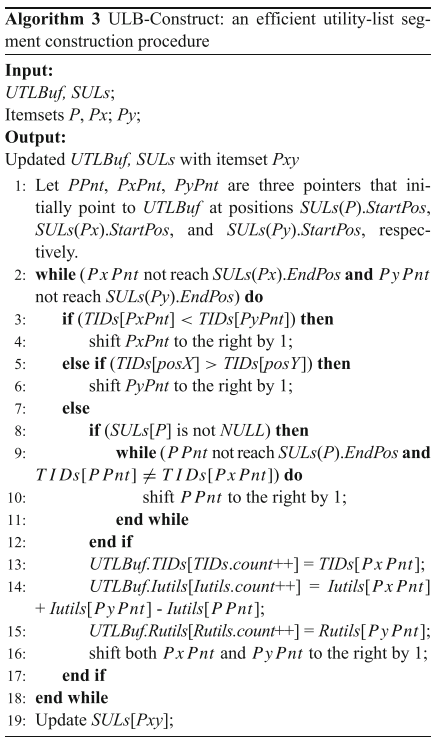 Algorithm 3 ULB-Construct: an efficient utility-list seg-
ment construction procedure
Input:
UTLBuf, SULs;
Itemsets P, Px; Py;
Output:
Updated UTLBuf, SULs with itemset Pxy
1: Let PPnt, PxPnt, PyPnt are three pointers that ini-
tially point to UTLBuf at positions SULs(P).StartPos,
SULs(Px).StartPos, and SULs(Py).StartPos, respec-
tively.
2: while (PxPnt not reach SULs(Px).EndPos and PyPnt
not reach SULs(Py).EndPos) do
3: if (TIDs[PxPnt] < TIDs[PyPnt]) then
4: shift PxPnt to the right by 1;
5: else if (TIDs[posX] > TIDs[posY]) then
6: shift PyPnt to the right by 1;
7: else
8: if (SULs[P] is not NULL) then
9: while (PPnt not reach SULs(P).EndPos and
TIDs[PPnt] ≠ TIDs[PxPnt]) do
10: shift PPnt to the right by 1;
11: end while
12: end if
13: UTLBuf.TIDs[TIDs.count++] = TIDs[PxPnt];
14: UTLBuf.Iutils[Iutils.count++] = Iutils[PxPnt]
+ Iutils[PyPnt] - Iutils[PPnt];
15: UTLBuf.Rutils[Rutils.count++] = Rutils[PyPnt];
16: shift both PxPnt and PyPnt to the right by 1;
17: end if
18: end while
19: Update SULs[Pxy];